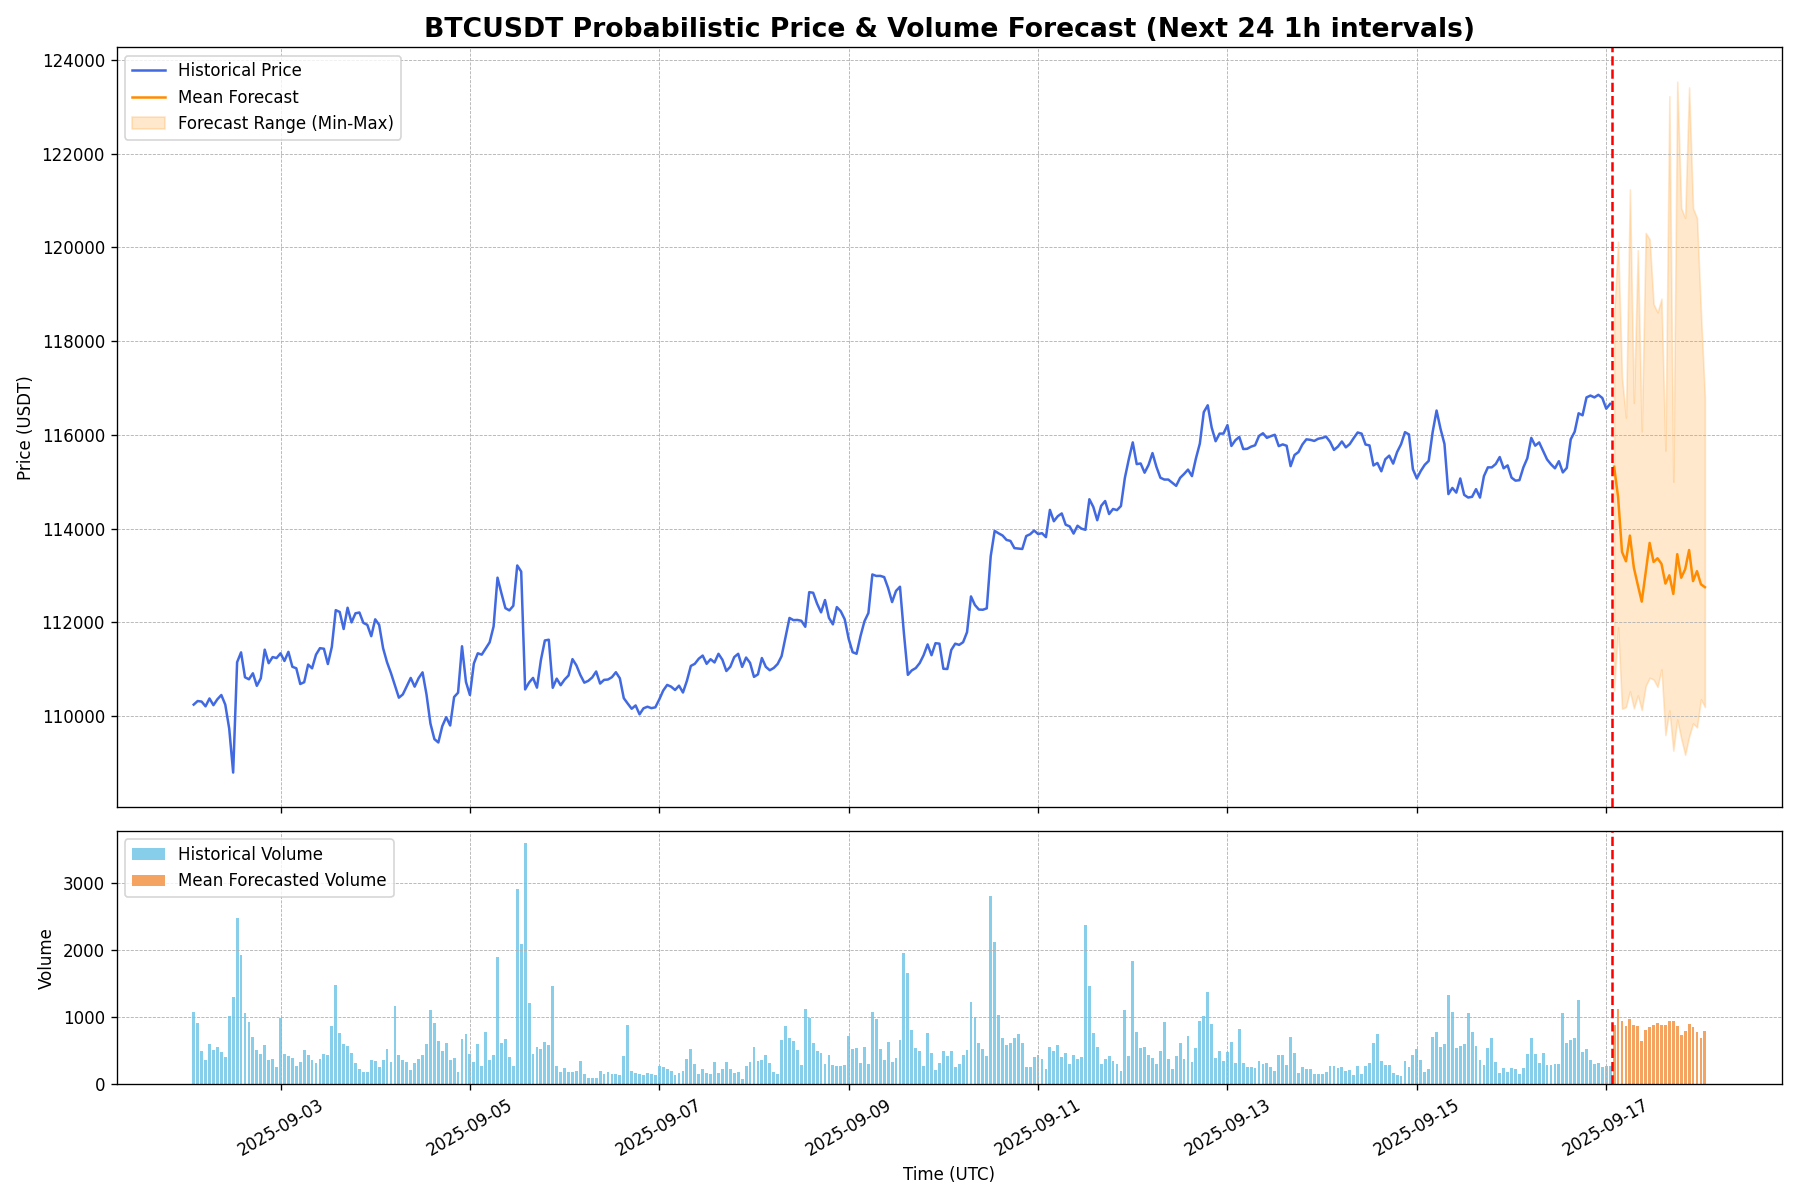 BTCUSDT Probabilistic Price & Volume Forecast (Next 24 1h intervals)
Historical Price
Mean Forecast
Forecast Range (Min-Max)
124000
122000
120000
118000
116000
114000
112000
110000
Price (USDT)
Historical Volume
Mean Forecasted Volume
3000
2000
1000
0
Volume
2025-09-03
2025-09-05
2025-09-07
2025-09-09
2025-09-11
2025-09-13
2025-09-15
2025-09-17
Time (UTC)